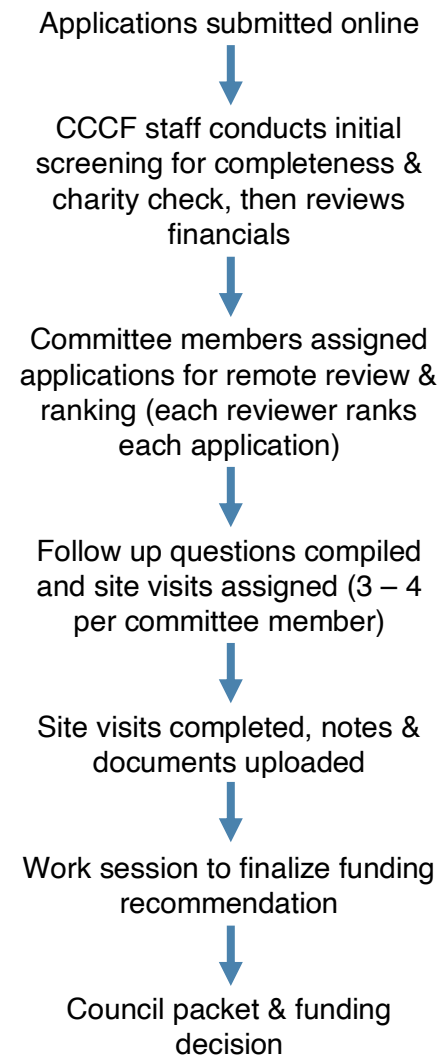 Applications submitted online
CCCF staff conducts initial
screening for completeness &
charity check, then reviews
financials
Committee members assigned
applications for remote review &
ranking (each reviewer ranks
each application)
Follow up questions compiled
and site visits assigned (3 – 4
per committee member)
Site visits completed, notes &
documents uploaded
Work session to finalize funding
recommendation
Council packet & funding
decision